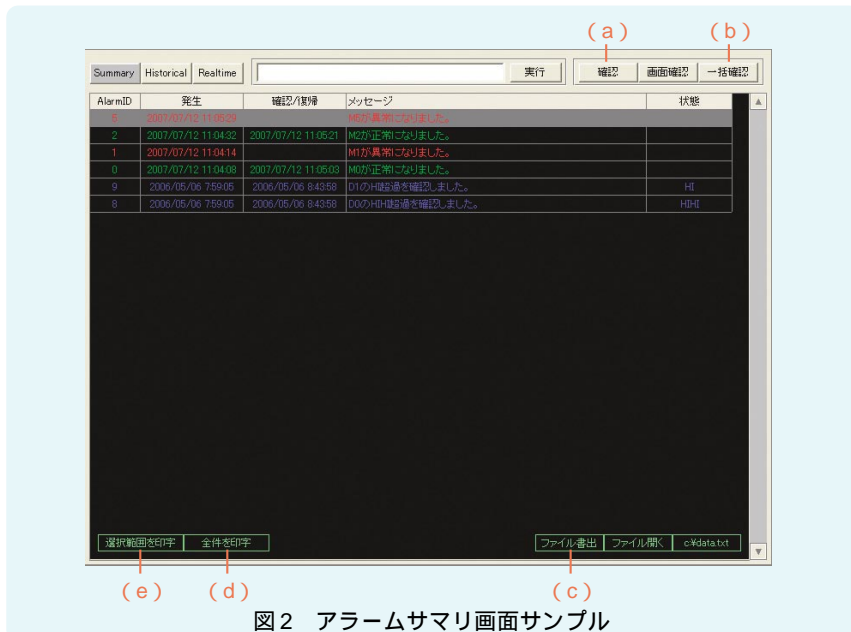 (a) (b)
Summary Historical Realtime 実行 確認 画面確認 一括確認
AlarmID 発生 確認/復帰 メッセージ 状態
5 2007/07/12 11:05:29 M5が異常になりました。
2 2007/07/12 11:04:32 2007/07/12 11:05:21 M2が正常になりました。
1 2007/07/12 11:04:14 M1が異常になりました。
0 2007/07/12 11:04:08 2007/07/12 11:05:03 M0が正常になりました。
9 2006/05/06 7:59:05 2006/05/06 8:43:58 D1のHI超過を確認しました。 HI
8 2006/05/06 7:59:05 2006/05/06 8:43:58 D0のHIHI超過を確認しました。 HIHI
選択範囲を印字 全件を印字 ファイル書出 ファイル開く c:¥data.txt
(e) (d) (c)
図2 アラームサマリ画面サンプル